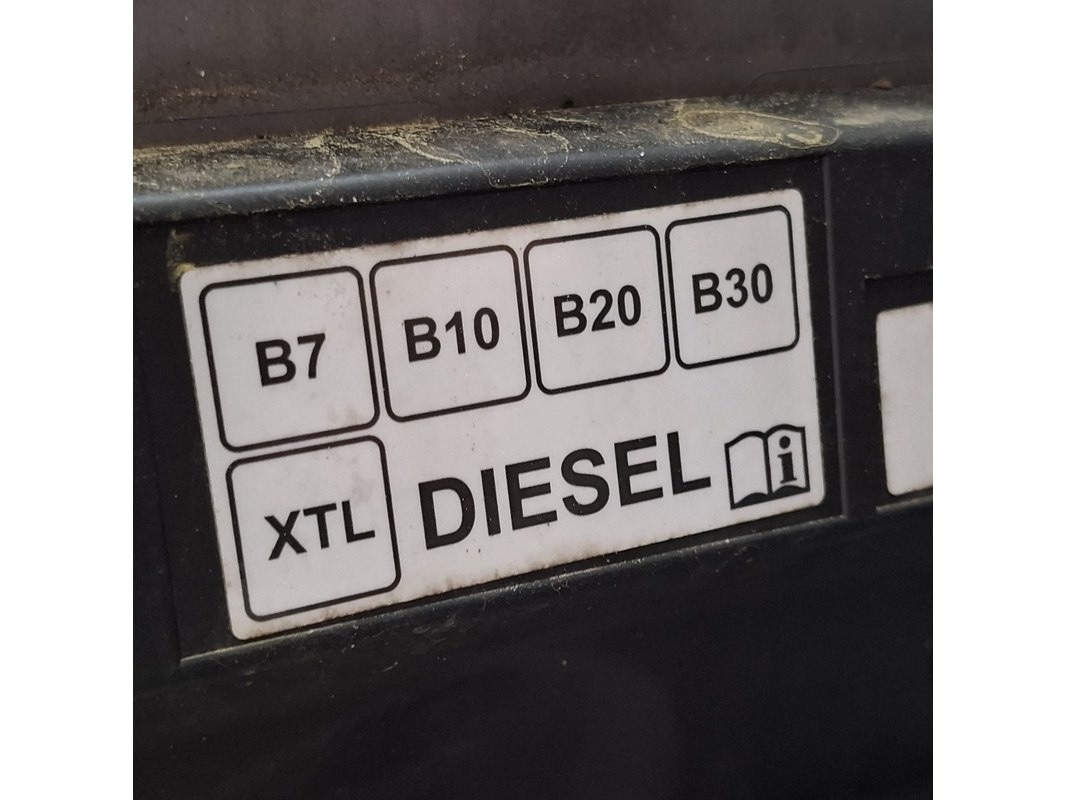 B7 B10 B20 B30
XTL DIESEL i